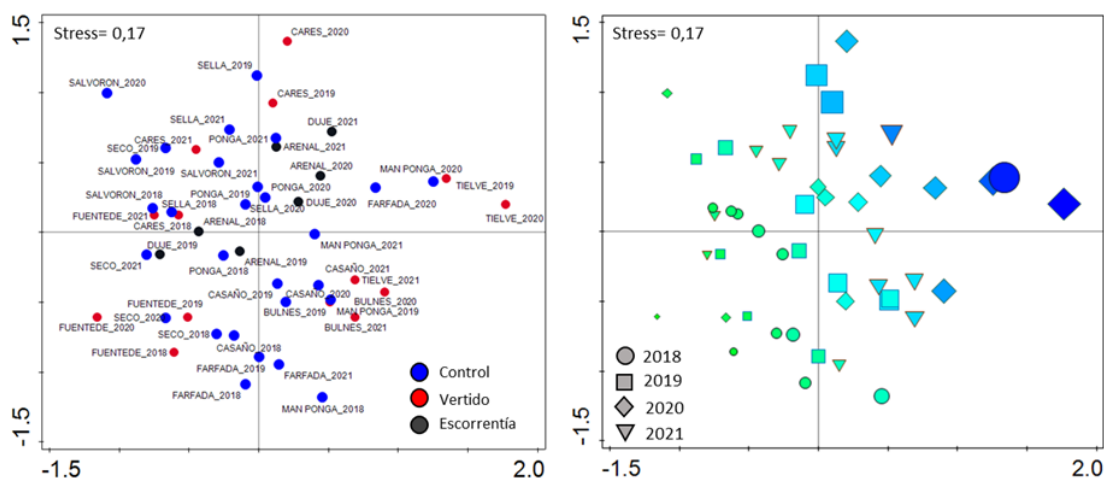 1.5
Stress= 0,17
CARES_2020
SELLA_2019
SALVORON_2020
CARES_2019
SELLA_2021
DUJE_2021
CARES_2021
PONGA_2021
SECO_2019
ARENAL_2021
SALVORON_2019
SALVORON_2021
ARENAL_2020
MAN PONGA_2020
TIELVE_2019
SALVORON_2018
PONGA_2019
PONGA_2020
FARFADA_2020
SELLA_2018
SELLA_2020
DUJE_2020
TIELVE_2020
FUENTEDE_2021
CARES_2018
ARENAL_2018
DUJE_2019
MAN PONGA_2021
SECO_2021
PONGA_2018
ARENAL_2019
CASAÑO_2021
TIELVE_2021
CASAÑO_2019
CASAÑO_2020
BULNES_2020
FUENTEDE_2019
BULNES_2019
MAN PONGA_2019
FUENTEDE_2020
SECO_2020
BULNES_2021
SECO_2018
FUENTEDE_2018
CASAÑO_2018
FARFADA_2019
FARFADA_2021
FARFADA_2018
MAN PONGA_2018
Control
Vertido
Escorrentía
-1.5
-1.5
2.0
1.5
Stress= 0,17
2018
2019
2020
2021
-1.5
-1.5
2.0